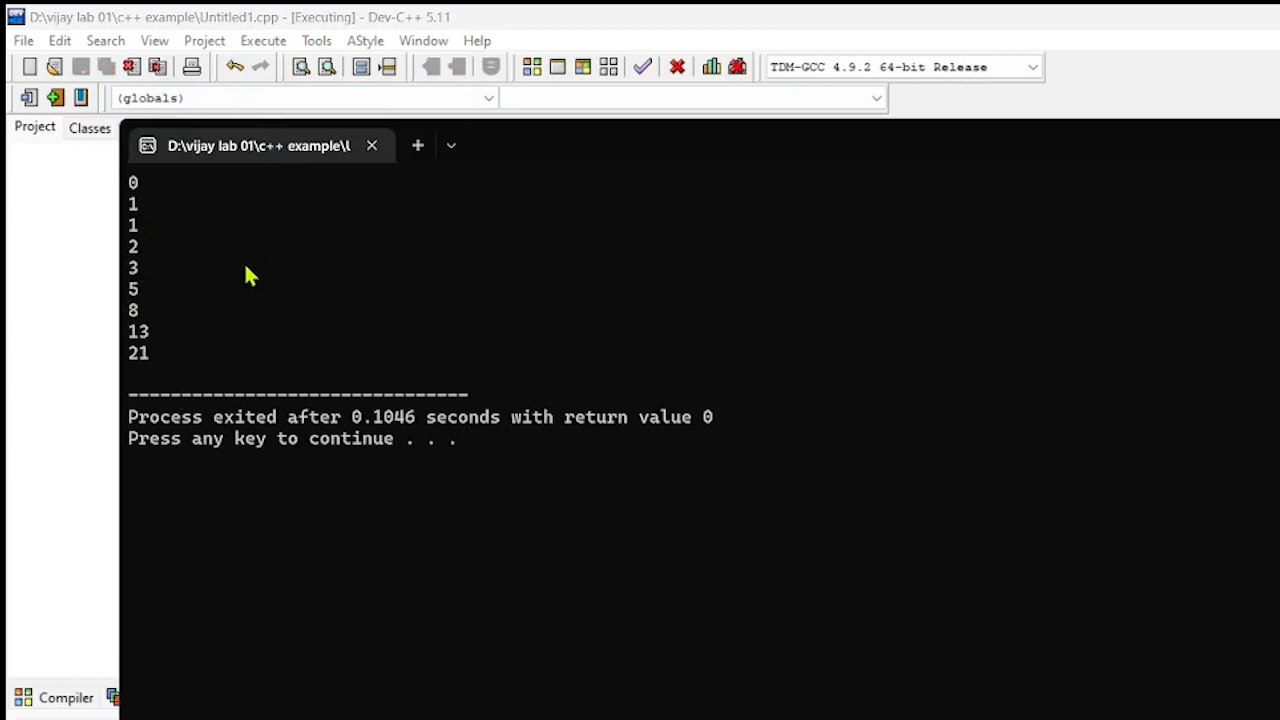 D:\vijay lab 01\c++ example\Untitled1.cpp - [Executing] - Dev-C++ 5.11
File Edit Search View Project Execute Tools AStyle Window Help
TDM-GCC 4.9.2 64-bit Release
(globals)
Project Classes
D:\vijay lab 01\c++ example\
0
1
1
2
3
5
8
13
21
--------------------------------
Process exited after 0.1046 seconds with return value 0
Press any key to continue . . .
Compiler